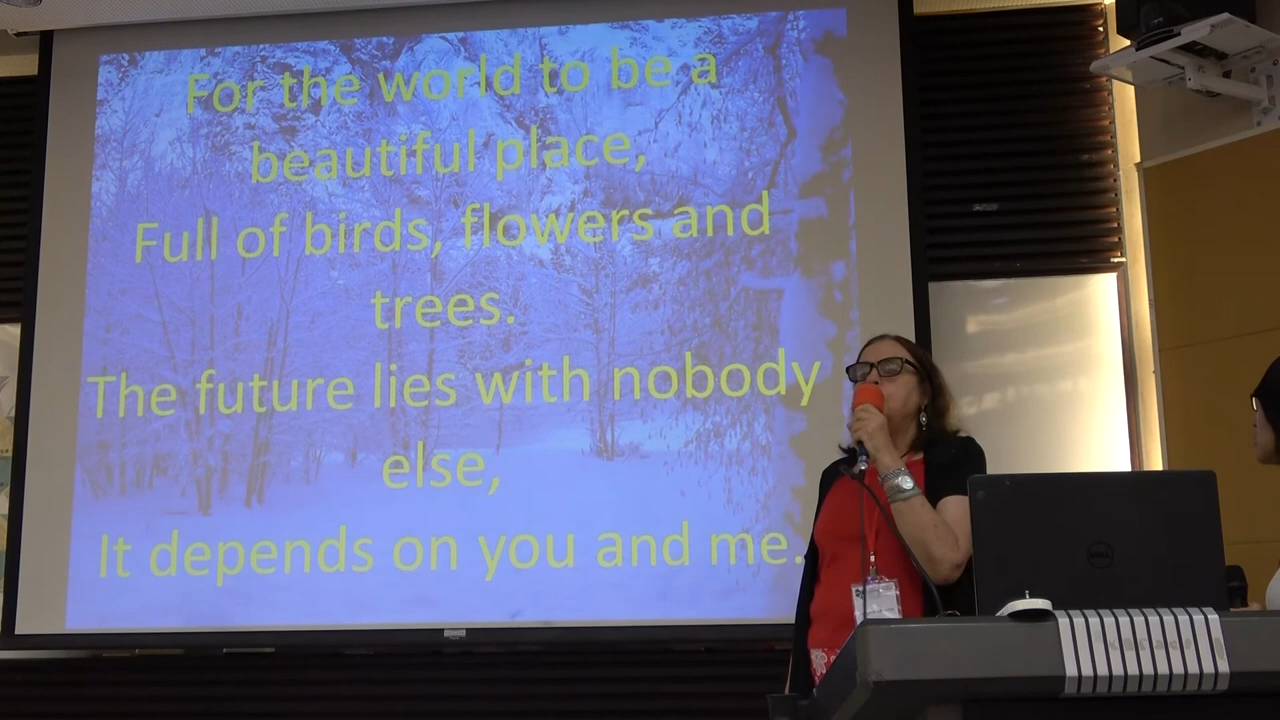 For the world to be a
beautiful place,
Full of birds, flowers and
trees.
The future lies with nobody
else,
It depends on you and me.
DELL